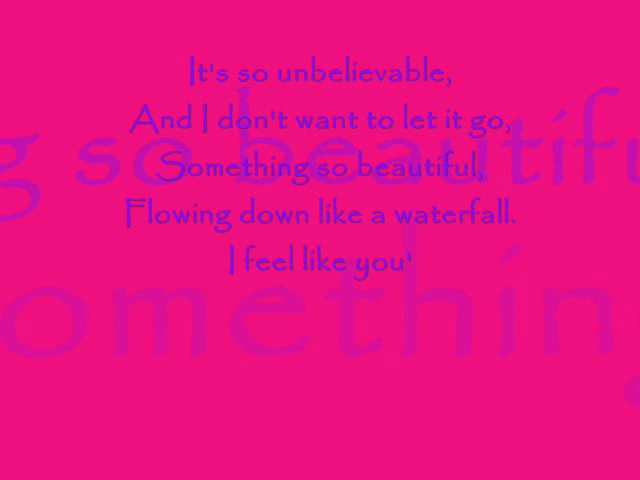 It's so unbelievable,
And I don't want to let it go,
Something so beautiful,
Flowing down like a waterfall.
I feel like you'
g so beautifu
omethin